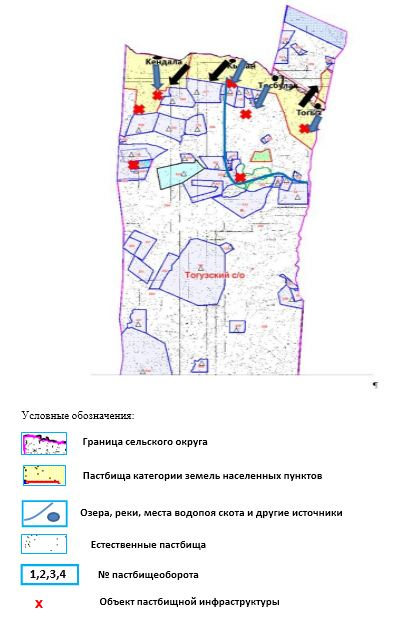 Кендала
Тасбулак
Тогыз
Тогузский с/о
¶
Условные обозначения:
Граница сельского округа
Пастбища категории земель населенных пунктов
Озера, реки, места водопоя скота и другие источники
Естественные пастбища
1,2,3,4 № пастбищеоборота
X Объект пастбищной инфраструктуры